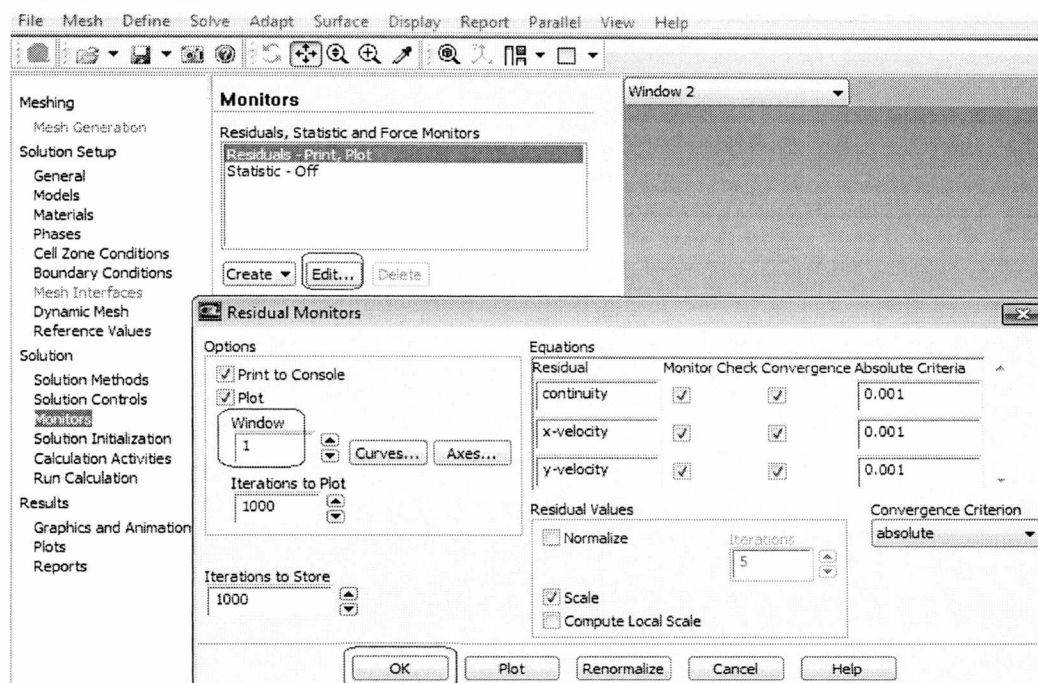 File Mesh Define Solve Adapt Surface Display Report Parallel View Help
Meshing
Mesh Generation
Solution Setup
General
Models
Materials
Phases
Cell Zone Conditions
Boundary Conditions
Mesh Interfaces
Dynamic Mesh
Reference Values
Solution
Solution Methods
Solution Controls
Monitors
Solution Initialization
Calculation Activities
Run Calculation
Results
Graphics and Animation
Plots
Reports
Monitors
Residuals, Statistic and Force Monitors
Residuals - Print, Plot
Statistic - Off
Create Edit... Delete
Window 2
Residual Monitors
Options
Print to Console
Plot
Window
1
Curves... Axes...
Iterations to Plot
1000
Iterations to Store
1000
Equations
Residual Monitor Check Convergence Absolute Criteria
continuity 0.001
x-velocity 0.001
y-velocity 0.001
Residual Values
Normalize
Iterations
5
Scale
Compute Local Scale
Convergence Criterion
absolute
OK Plot Renormalize Cancel Help